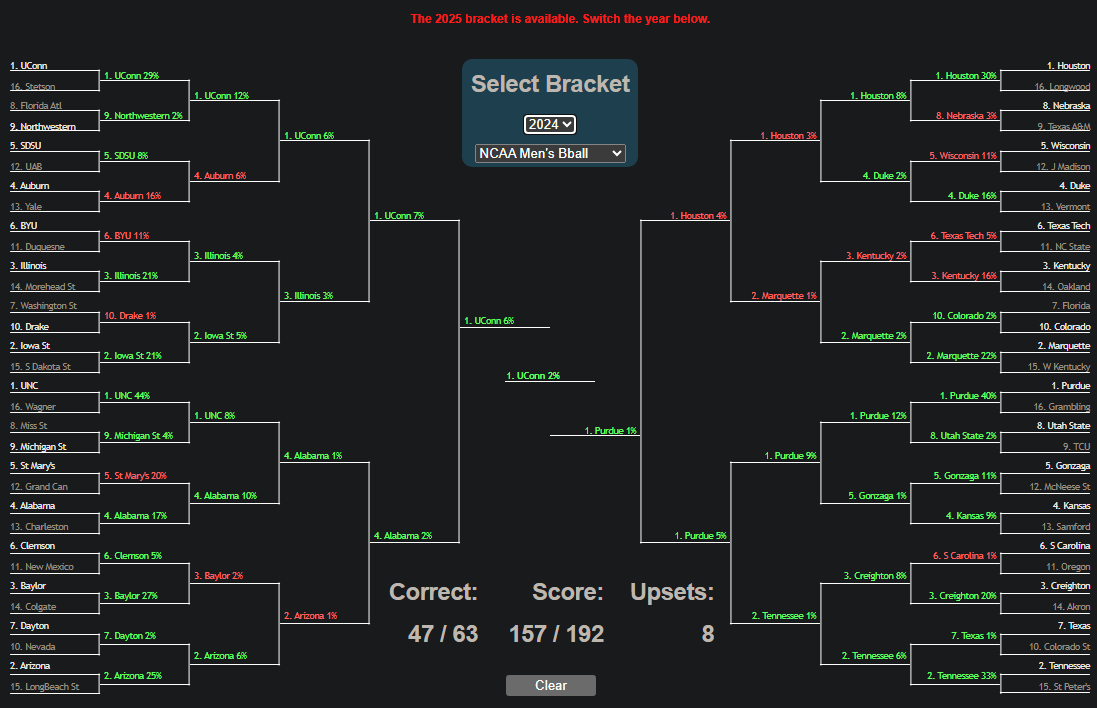 The 2025 bracket is available. Switch the year below.
Select Bracket
2024
NCAA Men's Bball
1. UConn
16. Stetson
8. Florida Atl
9. Northwestern
5. SDSU
12. UAB
4. Auburn
13. Yale
6. BYU
11. Duquesne
3. Illinois
14. Morehead St
7. Washington St
10. Drake
2. Iowa St
15. S Dakota St
1. UNC
16. Wagner
8. Miss St
9. Michigan St
5. St Mary's
12. Grand Can
4. Alabama
13. Charleston
6. Clemson
11. New Mexico
3. Baylor
14. Colgate
7. Dayton
10. Nevada
2. Arizona
15. LongBeach St
1. UConn 29%
9. Northwestern 2%
5. SDSU 8%
4. Auburn 16%
6. BYU 11%
3. Illinois 21%
10. Drake 1%
2. Iowa St 21%
1. UNC 44%
9. Michigan St 4%
5. St Mary's 20%
4. Alabama 17%
6. Clemson 5%
3. Baylor 27%
7. Dayton 2%
2. Arizona 25%
1. UConn 12%
4. Auburn 6%
3. Illinois 4%
2. Iowa St 5%
1. UNC 8%
4. Alabama 10%
3. Baylor 2%
2. Arizona 6%
1. UConn 6%
3. Illinois 3%
4. Alabama 1%
2. Arizona 1%
1. UConn 7%
4. Alabama 2%
1. UConn 6%
1. UConn 2%
1. Purdue 1%
1. Houston 4%
1. Purdue 5%
1. Houston 3%
2. Marquette 1%
1. Purdue 9%
2. Tennessee 1%
1. Houston 8%
4. Duke 2%
3. Kentucky 2%
2. Marquette 2%
1. Purdue 12%
5. Gonzaga 1%
3. Creighton 8%
2. Tennessee 6%
1. Houston 30%
8. Nebraska 3%
5. Wisconsin 11%
4. Duke 16%
6. Texas Tech 5%
3. Kentucky 16%
10. Colorado 2%
2. Marquette 22%
1. Purdue 40%
8. Utah State 2%
5. Gonzaga 11%
4. Kansas 9%
6. S Carolina 1%
3. Creighton 20%
7. Texas 1%
2. Tennessee 33%
1. Houston
16. Longwood
8. Nebraska
9. Texas A&M
5. Wisconsin
12. J Madison
4. Duke
13. Vermont
6. Texas Tech
11. NC State
3. Kentucky
14. Oakland
7. Florida
10. Colorado
2. Marquette
15. W Kentucky
1. Purdue
16. Grambling
8. Utah State
9. TCU
5. Gonzaga
12. McNeese St
4. Kansas
13. Samford
6. S Carolina
11. Oregon
3. Creighton
14. Akron
7. Texas
10. Colorado St
2. Tennessee
15. St Peter's
Correct: Score: Upsets:
47 / 63 157 / 192 8
Clear